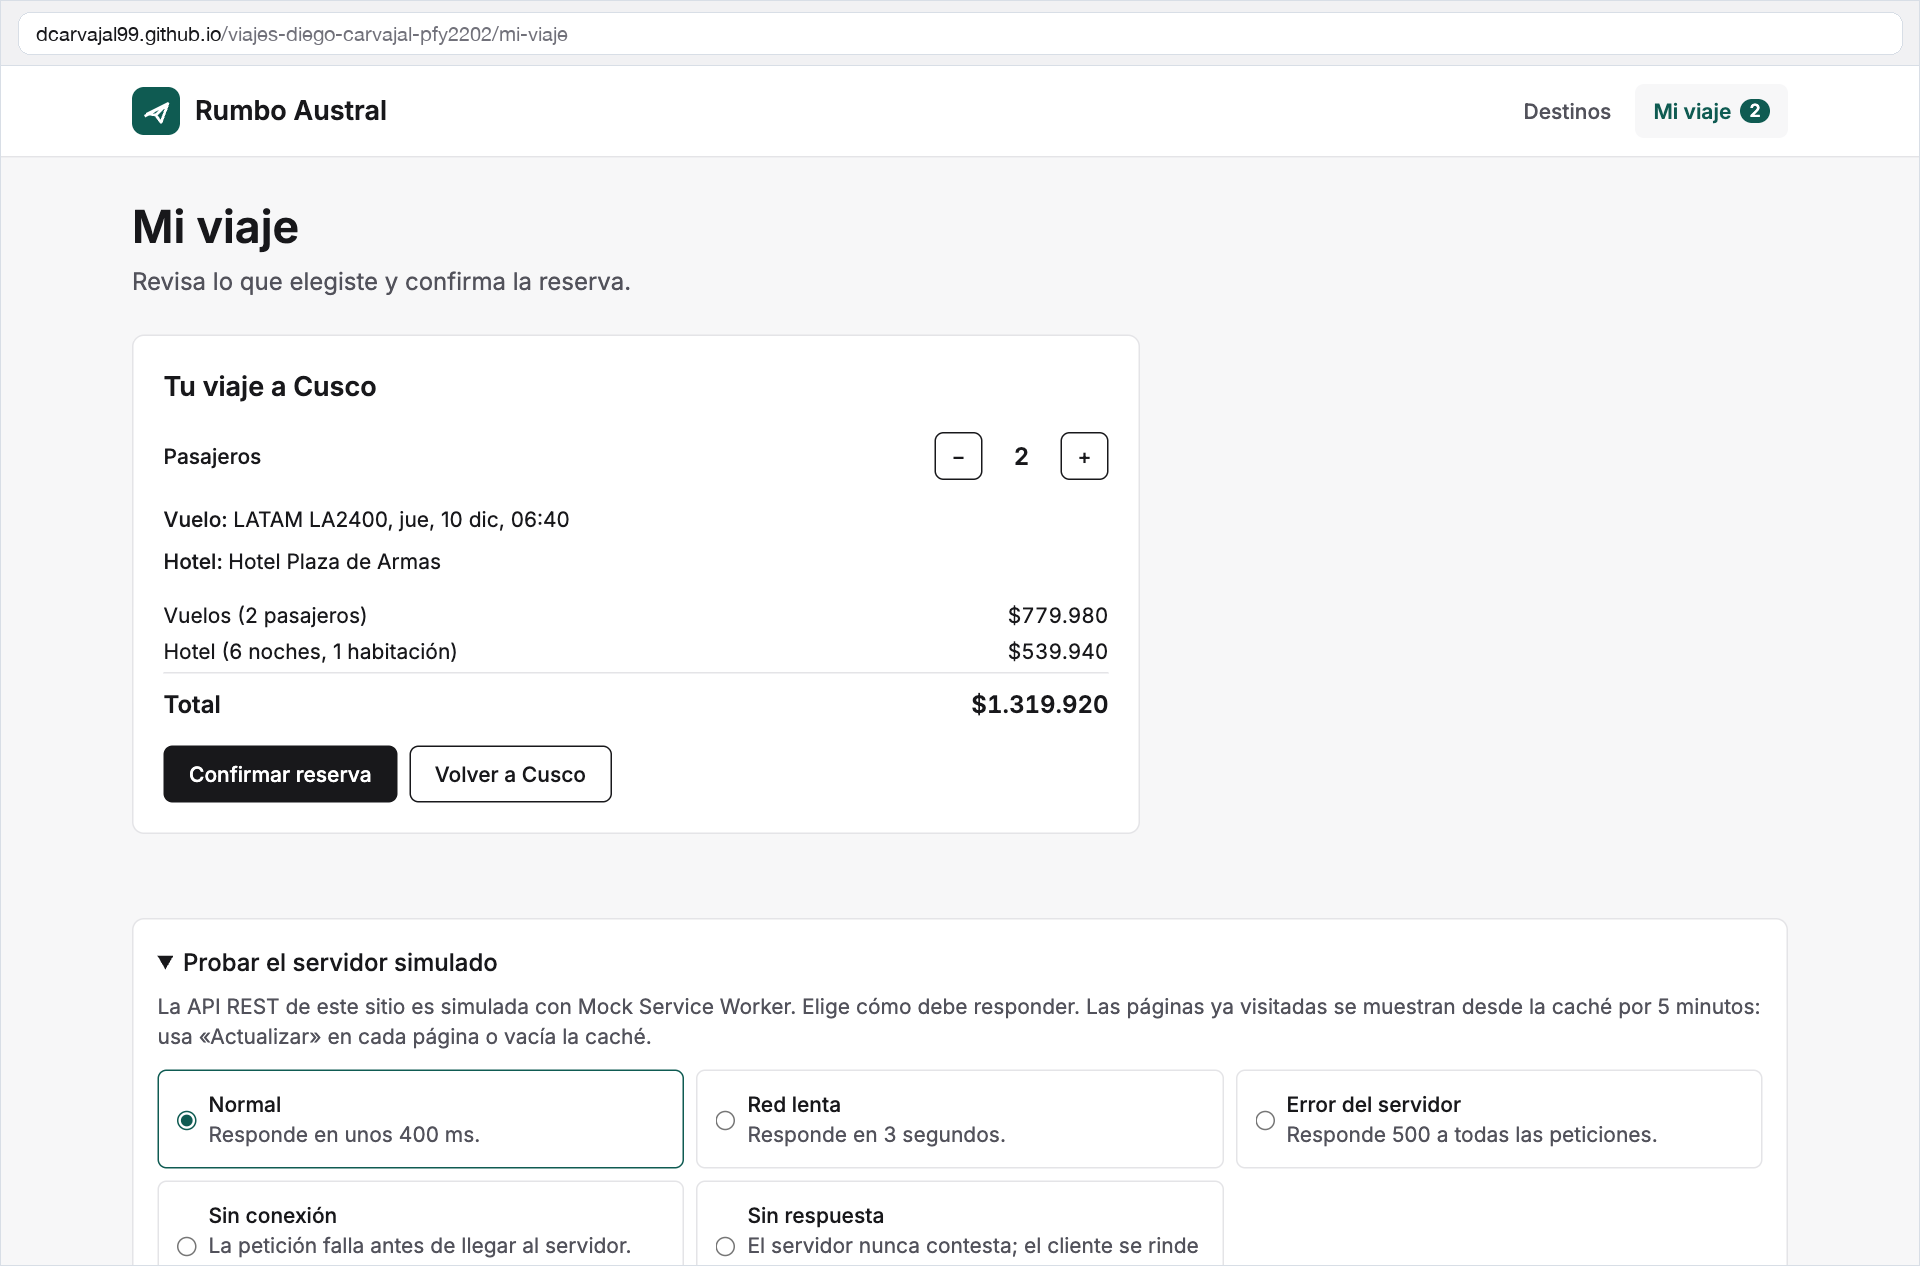 dcarvajal99.github.io/viajes-diego-carvajal-pfy2202/mi-viaje
Rumbo Austral
Destinos
Mi viaje 2
Mi viaje
Revisa lo que elegiste y confirma la reserva.
Tu viaje a Cusco
Pasajeros
− 2 +
Vuelo: LATAM LA2400, jue, 10 dic, 06:40
Hotel: Hotel Plaza de Armas
Vuelos (2 pasajeros) $779.980
Hotel (6 noches, 1 habitación) $539.940
Total $1.319.920
Confirmar reserva
Volver a Cusco
▼ Probar el servidor simulado
La API REST de este sitio es simulada con Mock Service Worker. Elige cómo debe responder. Las páginas ya visitadas se muestran desde la caché por 5 minutos:
usa «Actualizar» en cada página o vacía la caché.
Normal
Responde en unos 400 ms.
Red lenta
Responde en 3 segundos.
Error del servidor
Responde 500 a todas las peticiones.
Sin conexión
La petición falla antes de llegar al servidor.
Sin respuesta
El servidor nunca contesta; el cliente se rinde